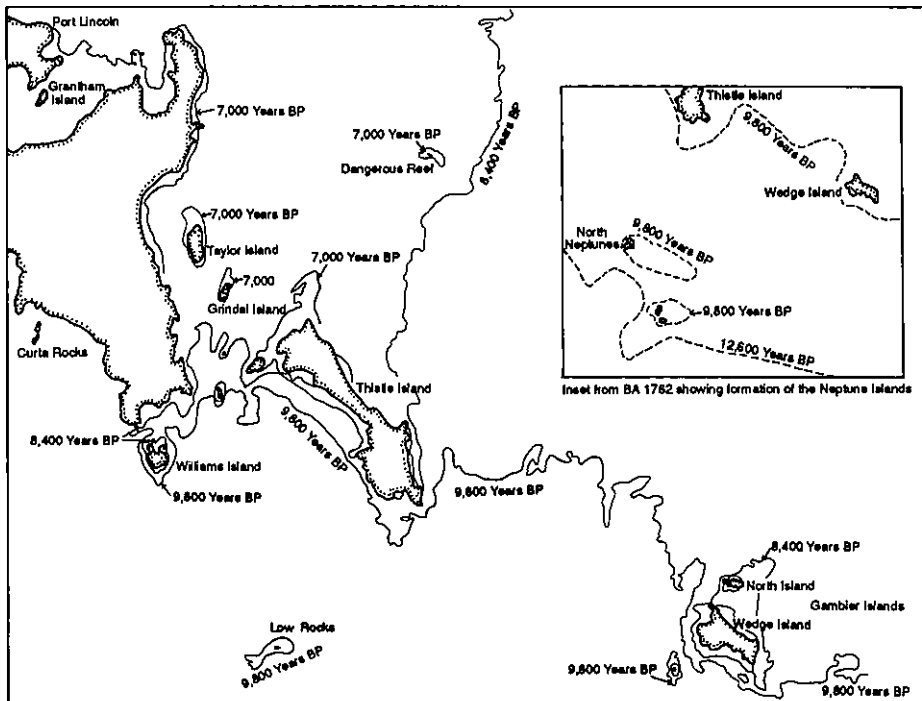 Port Lincoln
Grantham
Island
7,000 Years BP
7,000 Years BP
Dangerous Reef
8,400 Years BP
7,000 Years BP
Taylor Island
7,000
Grindal Island
7,000 Years BP
Curta Rocks
Thistle Island
9,800 Years BP
8,400 Years BP
Williams Island
9,800 Years BP
9,800 Years BP
Low Rocks
9,800 Years BP
8,400 Years BP
North Island
Gambier Islands
Wedge Island
9,800 Years BP
9,800 Years BP
Thistle Island
9,800 Years BP
Wedge Island
North
Neptunes
9,800 Years BP
9,800 Years BP
12,600 Years BP
Inset from BA 1762 showing formation of the Neptune Islands